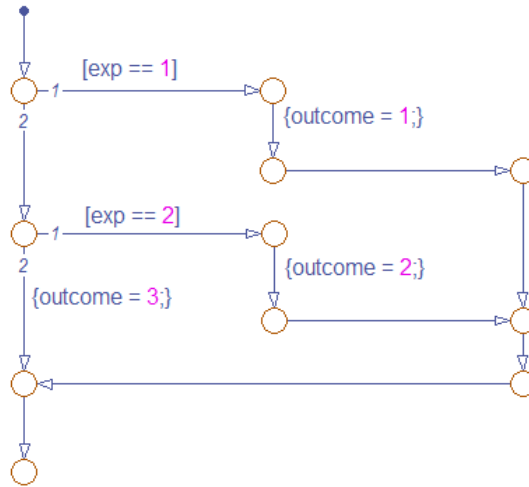 [exp == 1]
1
2
{outcome = 1;}
[exp == 2]
1
2
{outcome = 2;}
{outcome = 3;}